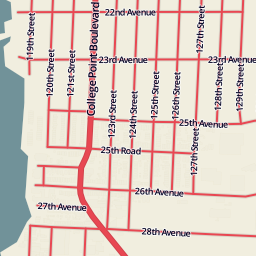 22nd Avenue
23rd Avenue
23rd Avenue
119th Street
120th Street
121st Street
College Point Boulevard
123rd Street
124th Street
125th Street
126th Street
127th Street
127th Street
128th Street
129th Street
25th Avenue
25th Road
26th Avenue
27th Avenue
28th Avenue